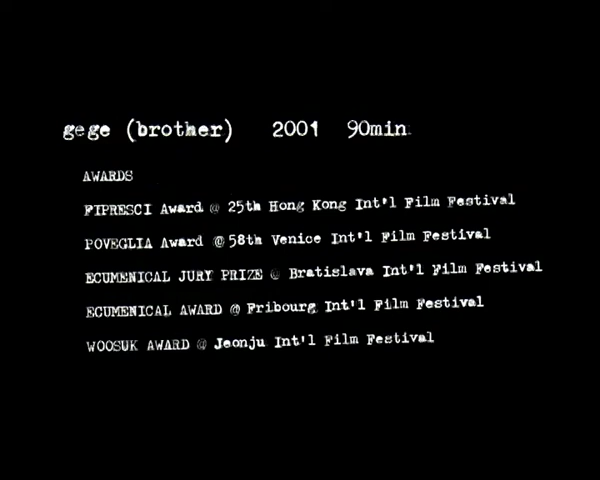 gege (brother) 2001 90min.
AWARDS
FIPRESCI Award @ 25th Hong Kong Int'l Film Festival
POVEGLIA Award @ 58th Venice Int'l Film Festival
ECUMENICAL JURY PRIZE @ Bratislava Int'l Film Festival
ECUMENICAL AWARD @ Fribourg Int'l Film Festival
WOOSUK AWARD @ Jeonju Int'l Film Festival